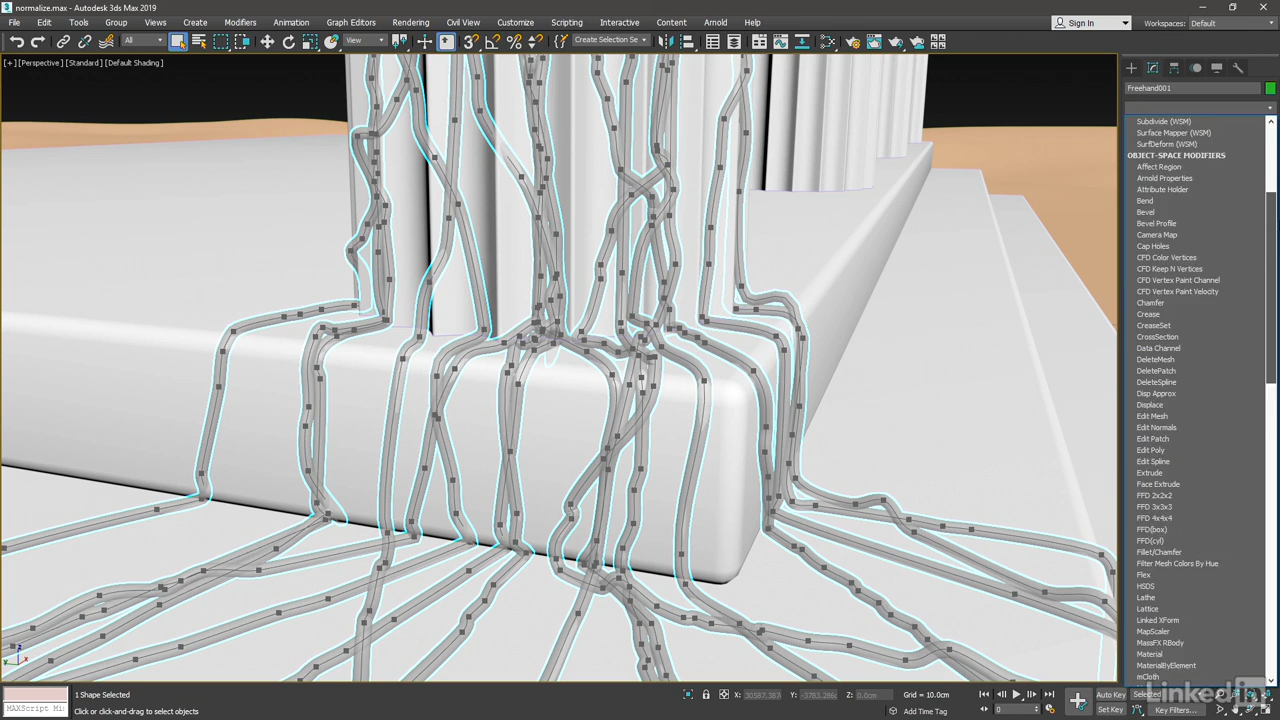 normalize.max - Autodesk 3ds Max 2019
File Edit Tools Group Views Create Modifiers Animation Graph Editors Rendering Civil View Customize Scripting Interactive Content Arnold Help
Sign In
Workspaces: Default
All
View
Create Selection Se
[+] [Perspective] [Standard] [Default Shading]
Freehand001
Subdivide (WSM)
Surface Mapper (WSM)
SurfDeform (WSM)
OBJECT-SPACE MODIFIERS
Affect Region
Arnold Properties
Attribute Holder
Bend
Bevel
Bevel Profile
Camera Map
Cap Holes
CFD Color Vertices
CFD Keep N Vertices
CFD Vertex Paint Channel
CFD Vertex Paint Velocity
Chamfer
Crease
CreaseSet
CrossSection
Data Channel
DeleteMesh
DeletePatch
DeleteSpline
Disp Approx
Displace
Edit Mesh
Edit Normals
Edit Patch
Edit Poly
Edit Spline
Extrude
Face Extrude
FFD 2x2x2
FFD 3x3x3
FFD 4x4x4
FFD(box)
FFD(cyl)
Fillet/Chamfer
Filter Mesh Colors By Hue
Flex
HSDS
Lathe
Lattice
Linked XForm
MapScaler
MassFX RBody
Material
MaterialByElement
mCloth
z
y
x
1 Shape Selected
X: 30587.387
Y: -3783.286
Z: 0.0cm
Grid = 10.0cm
Auto Key
Selected
MAXScript Mi
Click or click-and-drag to select objects
Add Time Tag
0
Set Key
Key Filters...